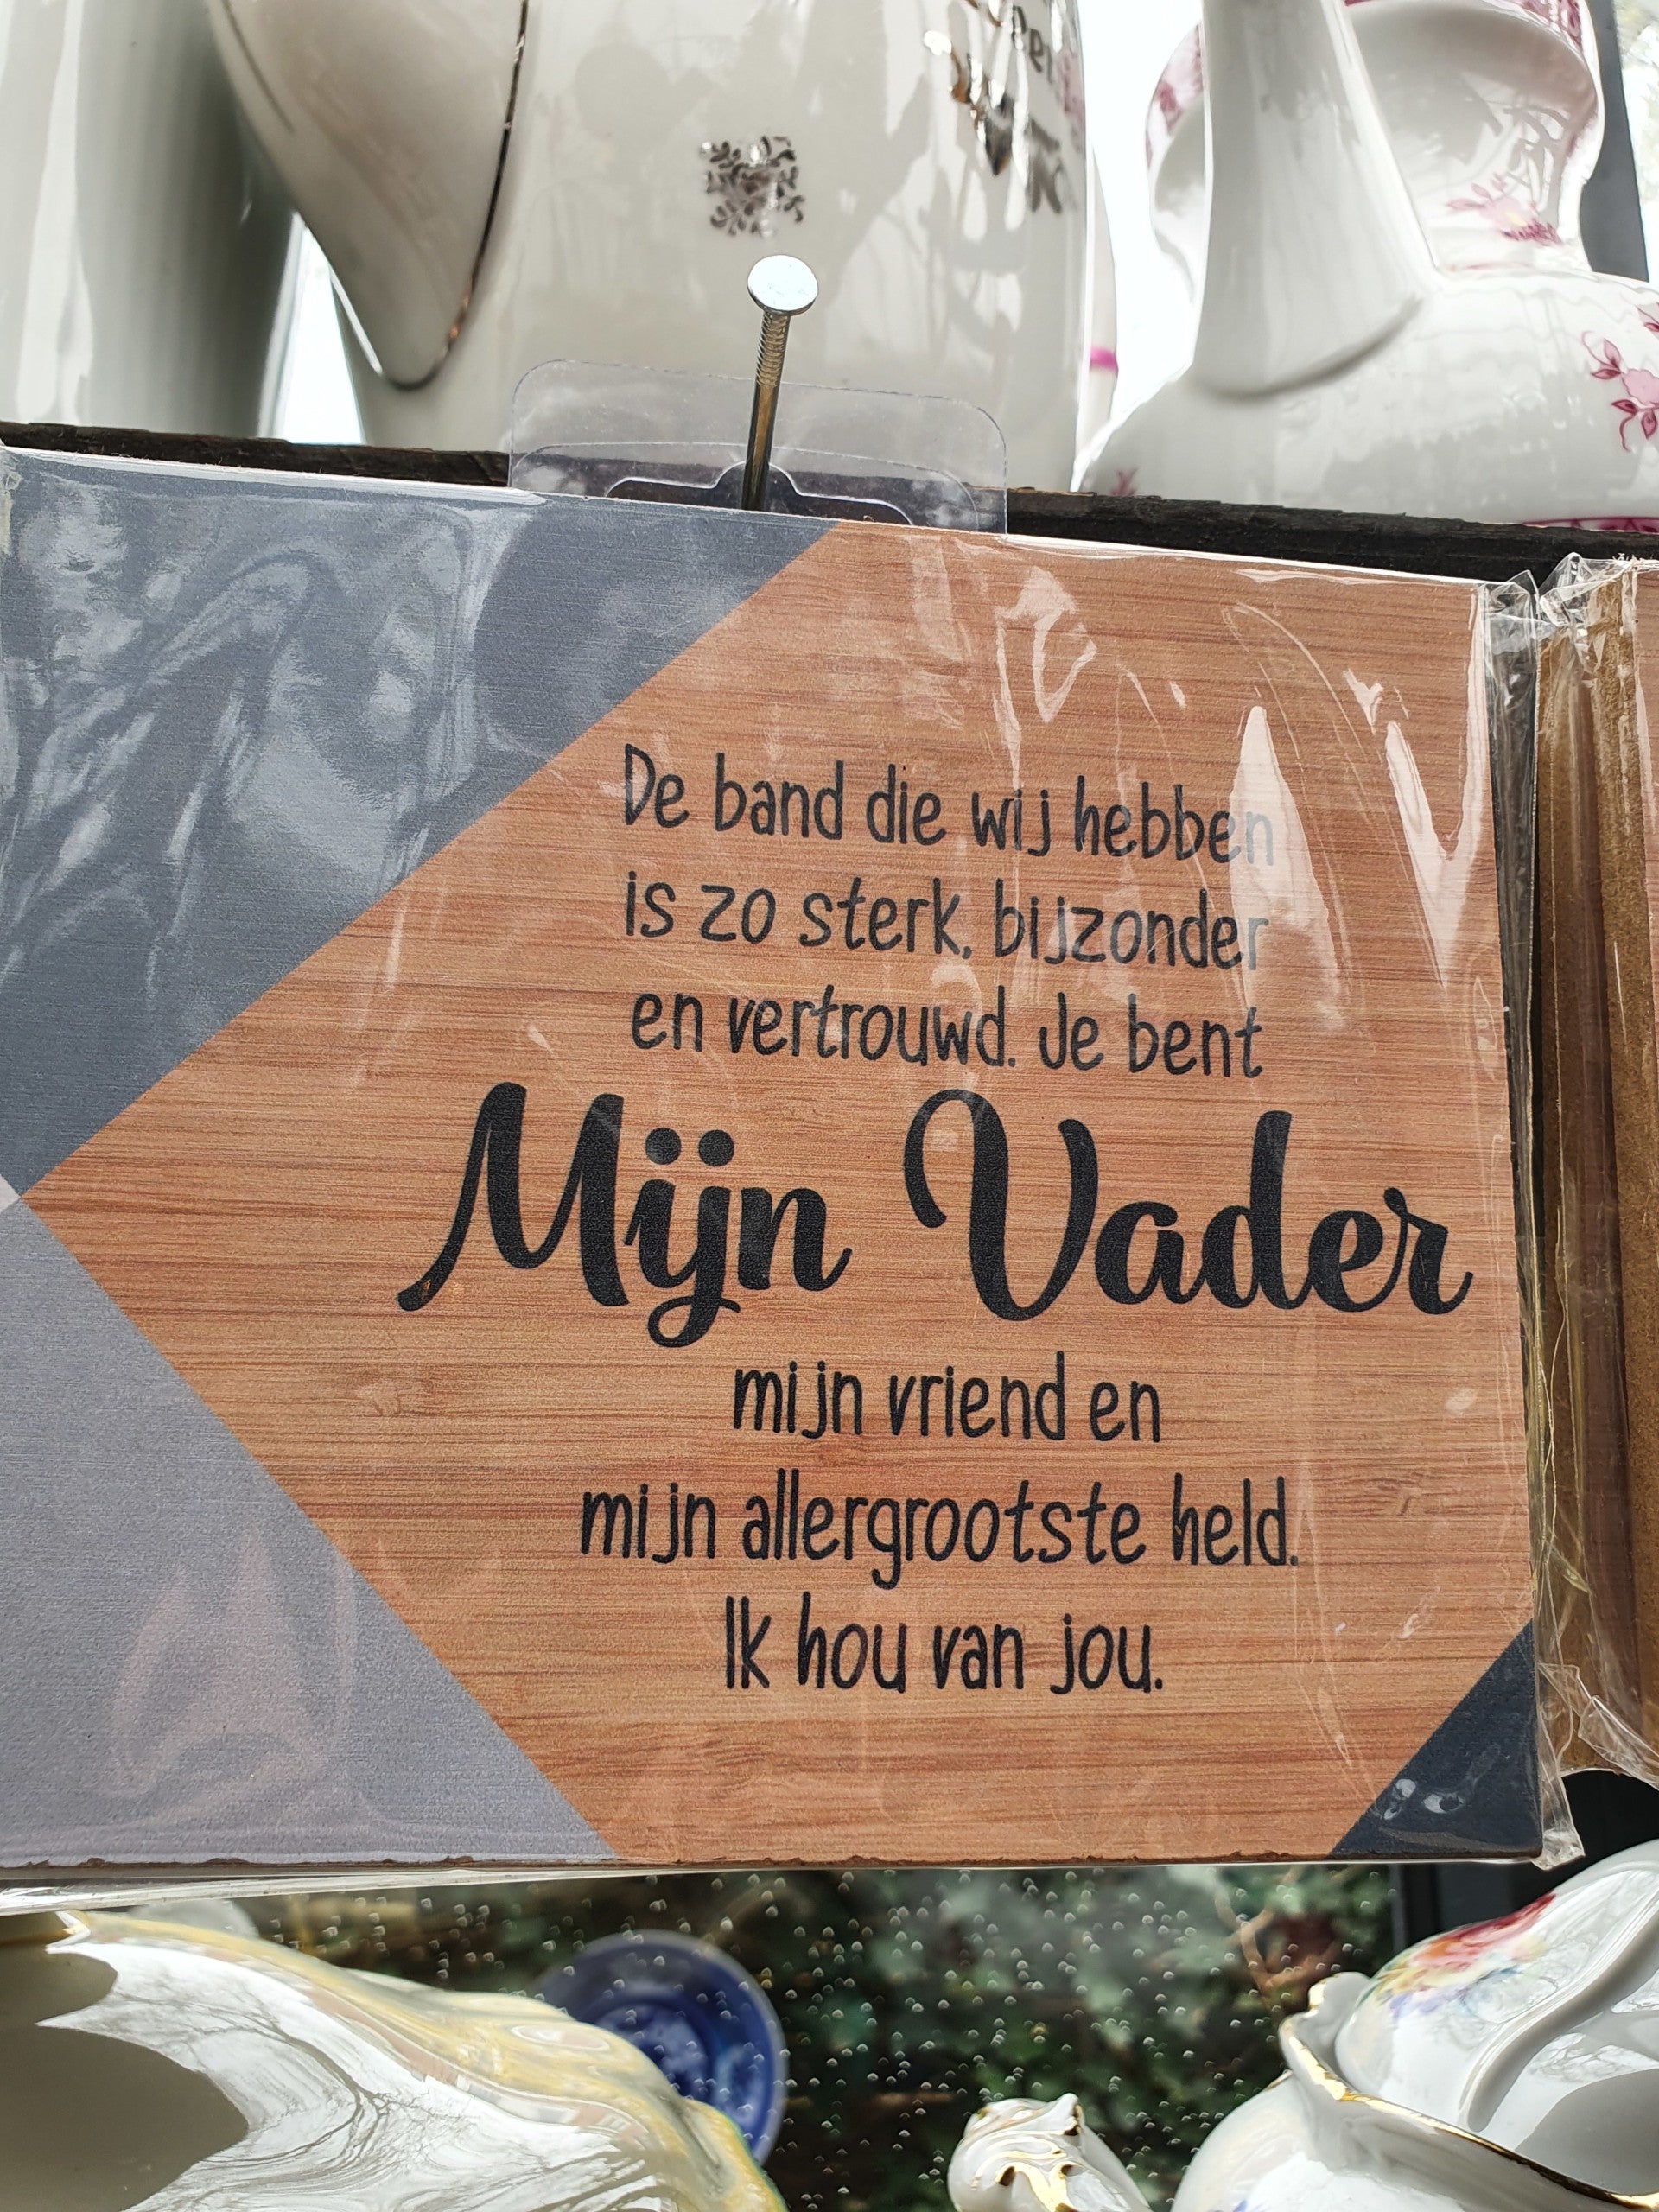 De band die wij hebben
is zo sterk, bijzonder
en vertrouwd. Je bent
Mijn Vader
mijn vriend en
mijn allergrootste held.
Ik hou van jou.